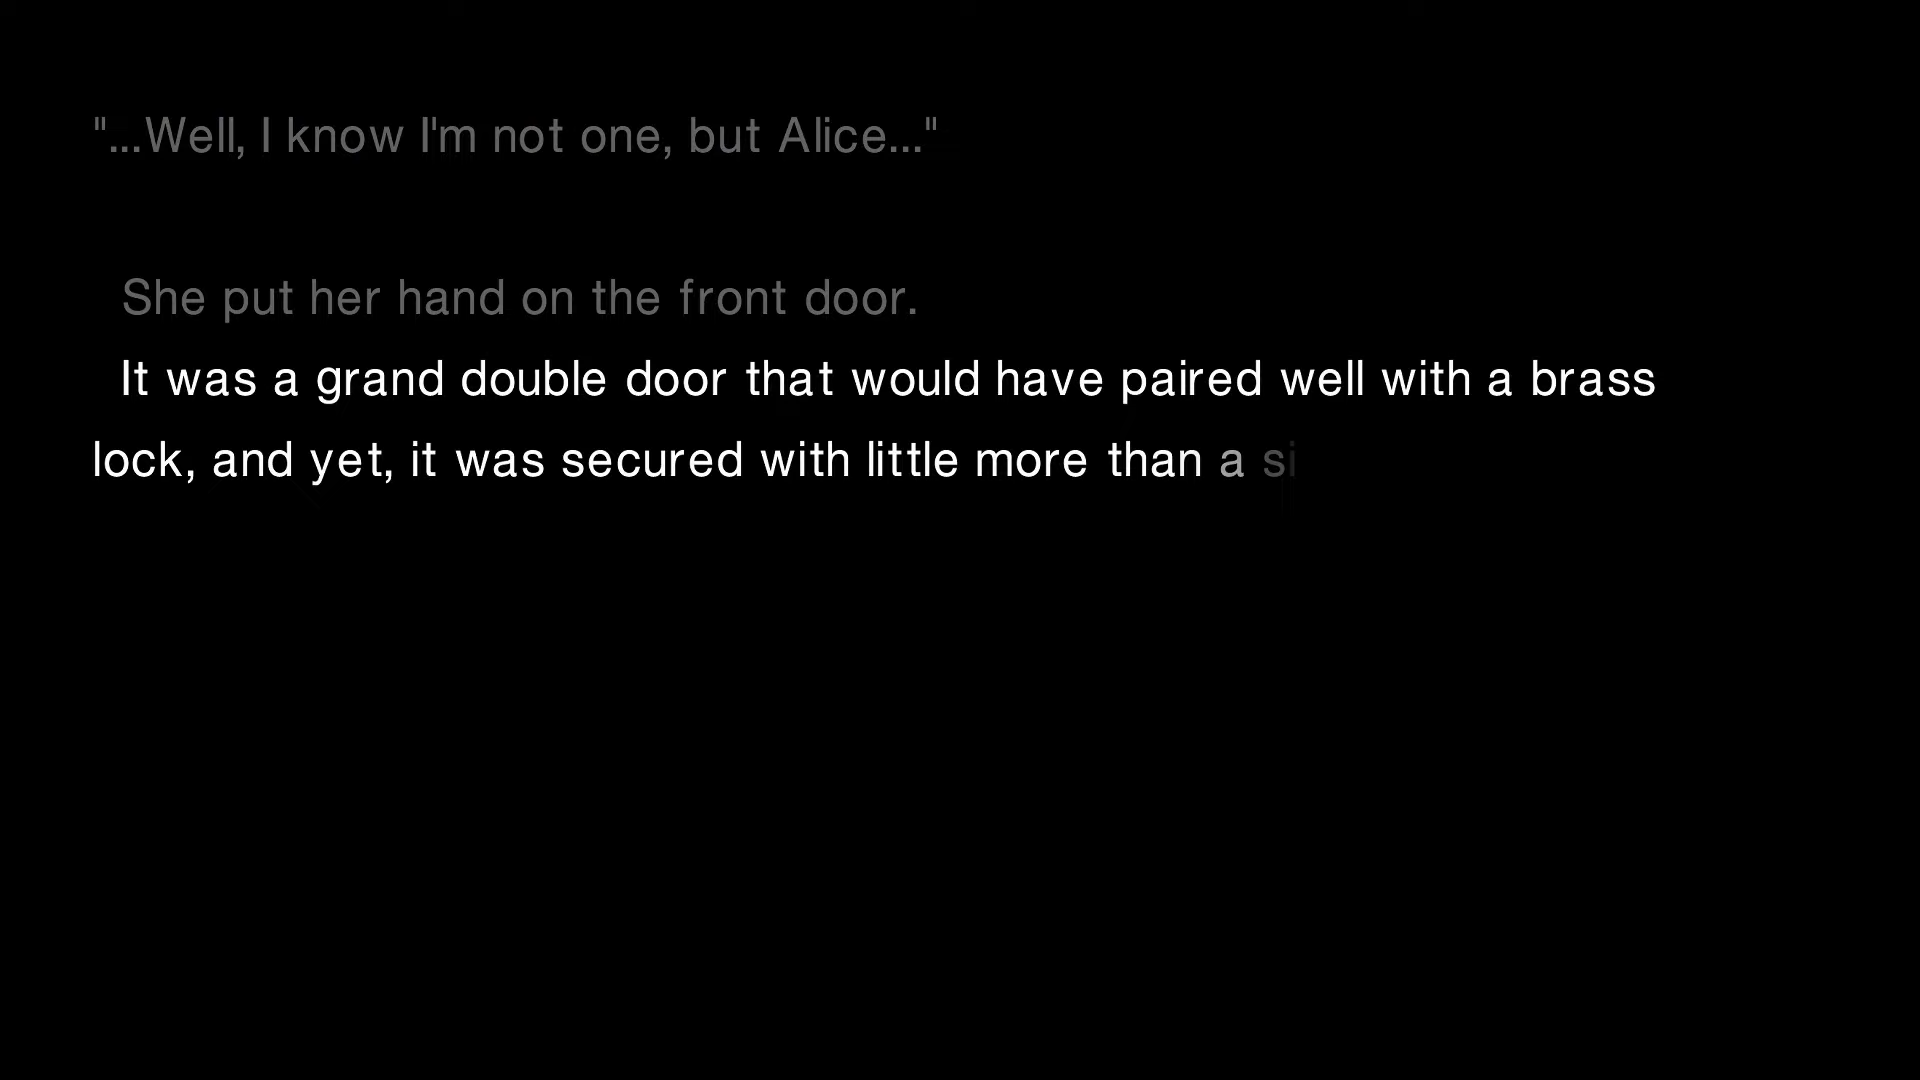 "...Well, I know I'm not one, but Alice..."
She put her hand on the front door.
It was a grand double door that would have paired well with a brass
lock, and yet, it was secured with little more than a si